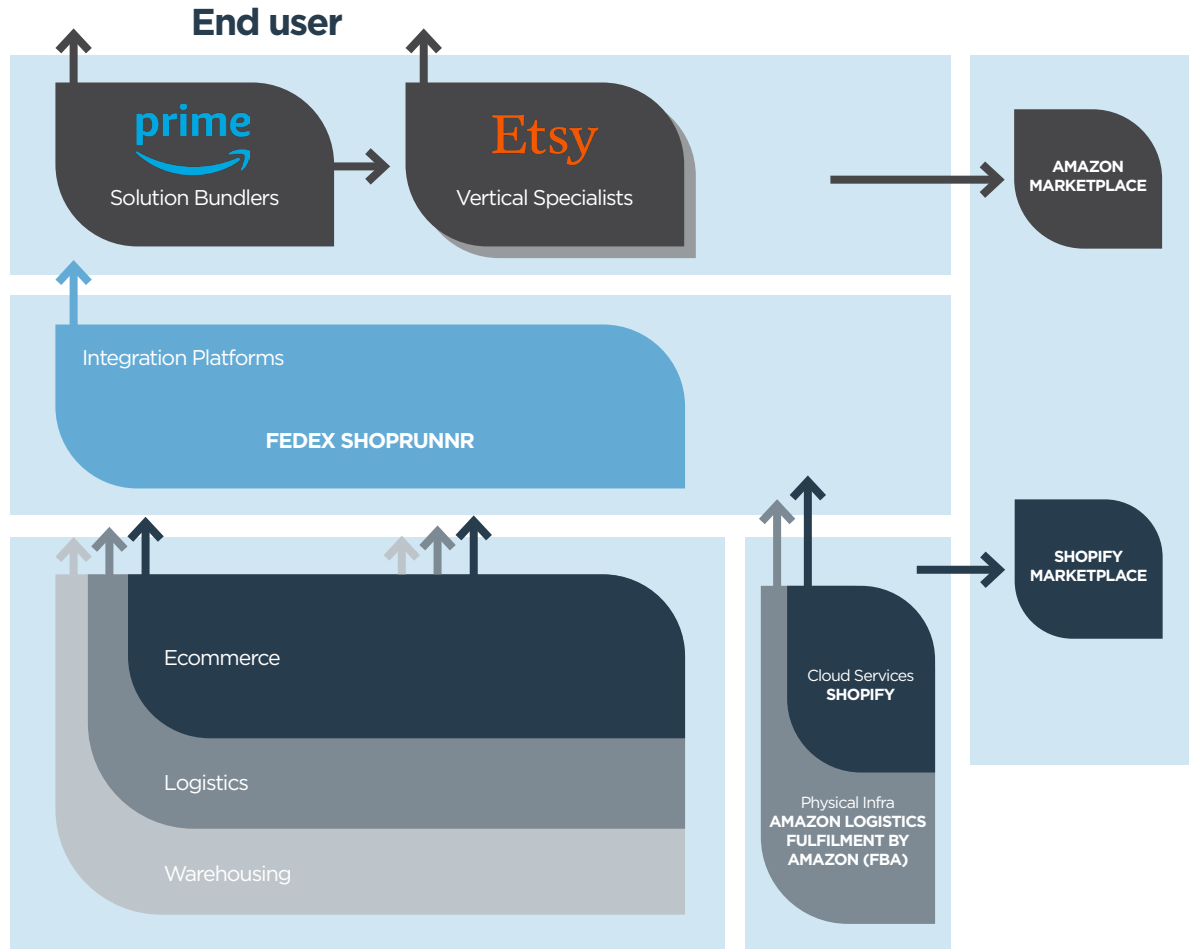 End user
prime
Solution Bundlers
Etsy
Vertical Specialists
AMAZON
MARKETPLACE
Integration Platforms
FEDEX SHOPRUNNR
SHOPIFY
MARKETPLACE
Ecommerce
Logistics
Warehousing
Cloud Services
SHOPIFY
Physical Infra
AMAZON LOGISTICS
FULFILMENT BY
AMAZON (FBA)